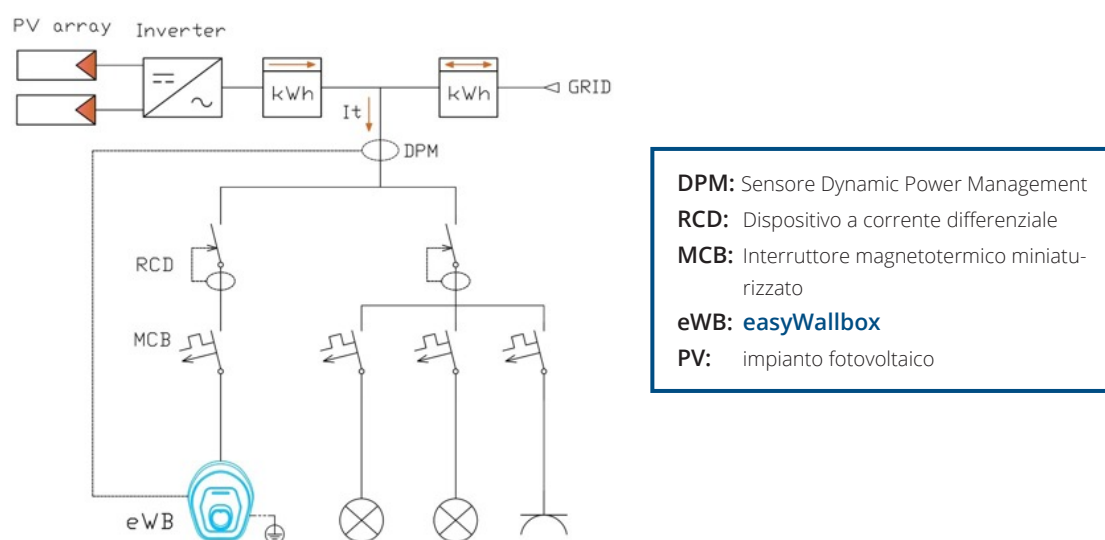 PV array
Inverter
kWh
kWh
GRID
It
DPM
RCD
MCB
eWB
DPM: Sensore Dynamic Power Management
RCD: Dispositivo a corrente differenziale
MCB: Interruttore magnetotermico miniatu-
rizzato
eWB: easyWallbox
PV: impianto fotovoltaico